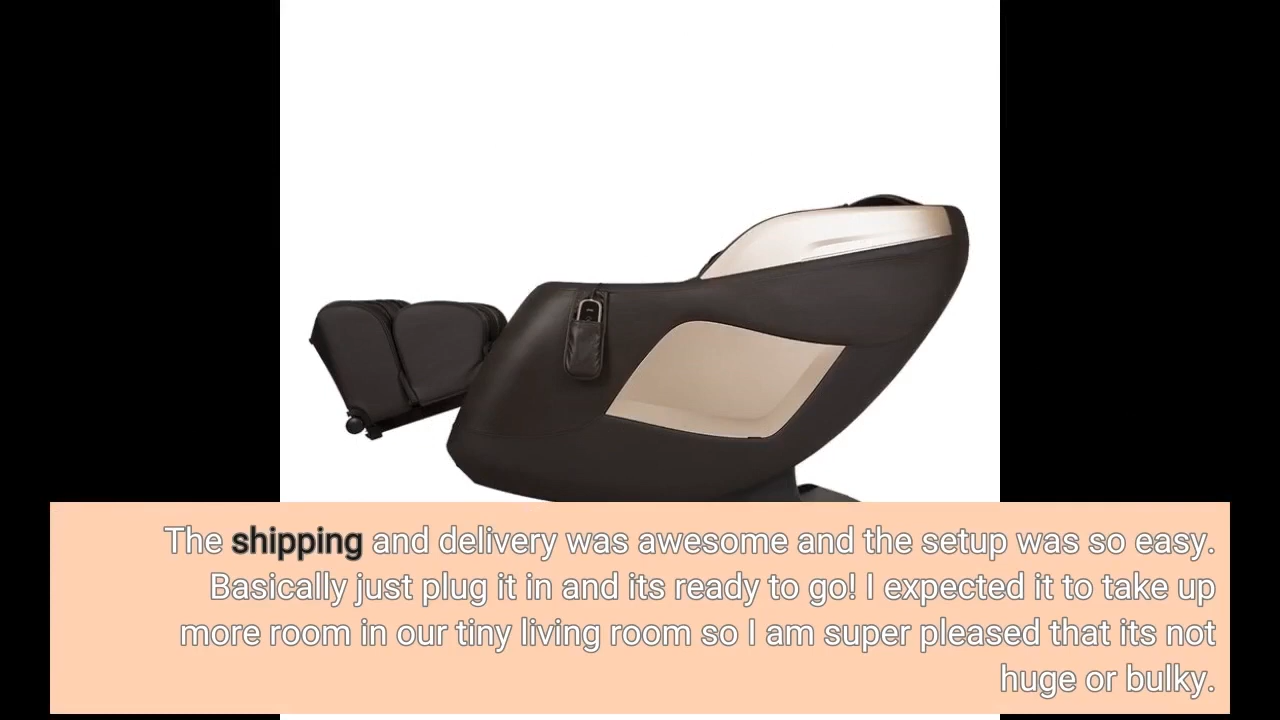 The shipping and delivery was awesome and the setup was so easy.
Basically just plug it in and its ready to go! I expected it to take up
more room in our tiny living room so I am super pleased that its not
huge or bulky.